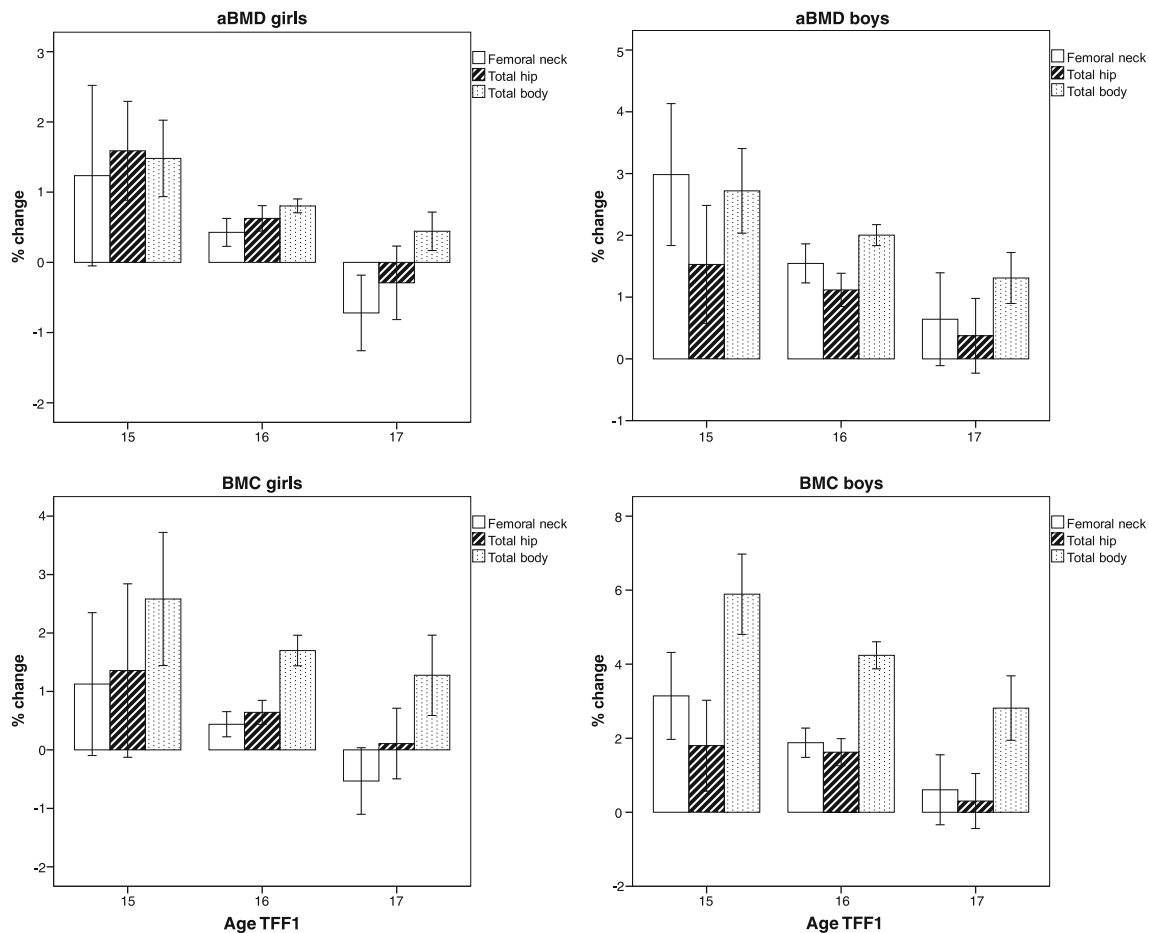 aBMD girls
% change
3
2
1
0
-1
-2
15
16
17
Femoral neck
Total hip
Total body
aBMD boys
% change
5
4
3
2
1
0
-1
15
16
17
Femoral neck
Total hip
Total body
BMC girls
% change
4
3
2
1
0
-1
-2
15
16
17
Age TFF1
Femoral neck
Total hip
Total body
BMC boys
% change
8
6
4
2
0
-2
15
16
17
Age TFF1
Femoral neck
Total hip
Total body